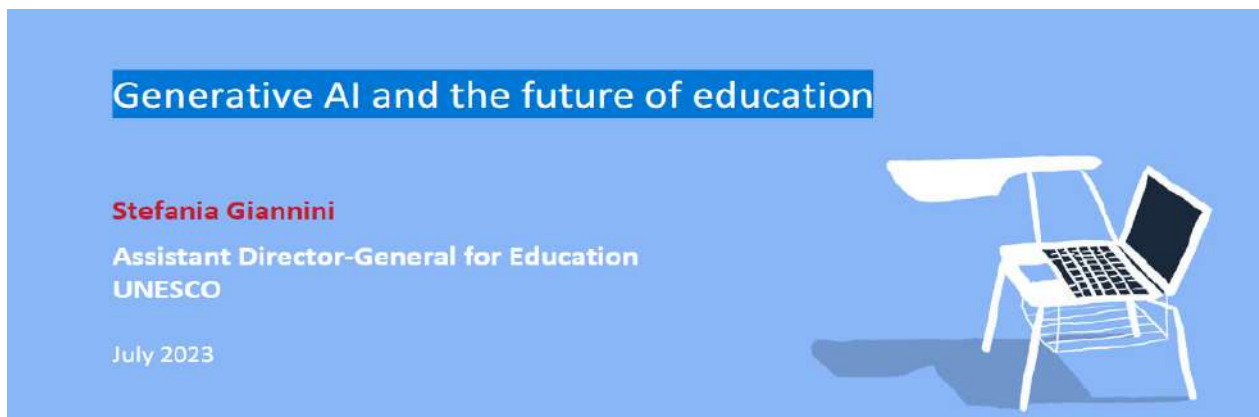 Generative AI and the future of education
Stefania Giannini
Assistant Director-General for Education
UNESCO
July 2023